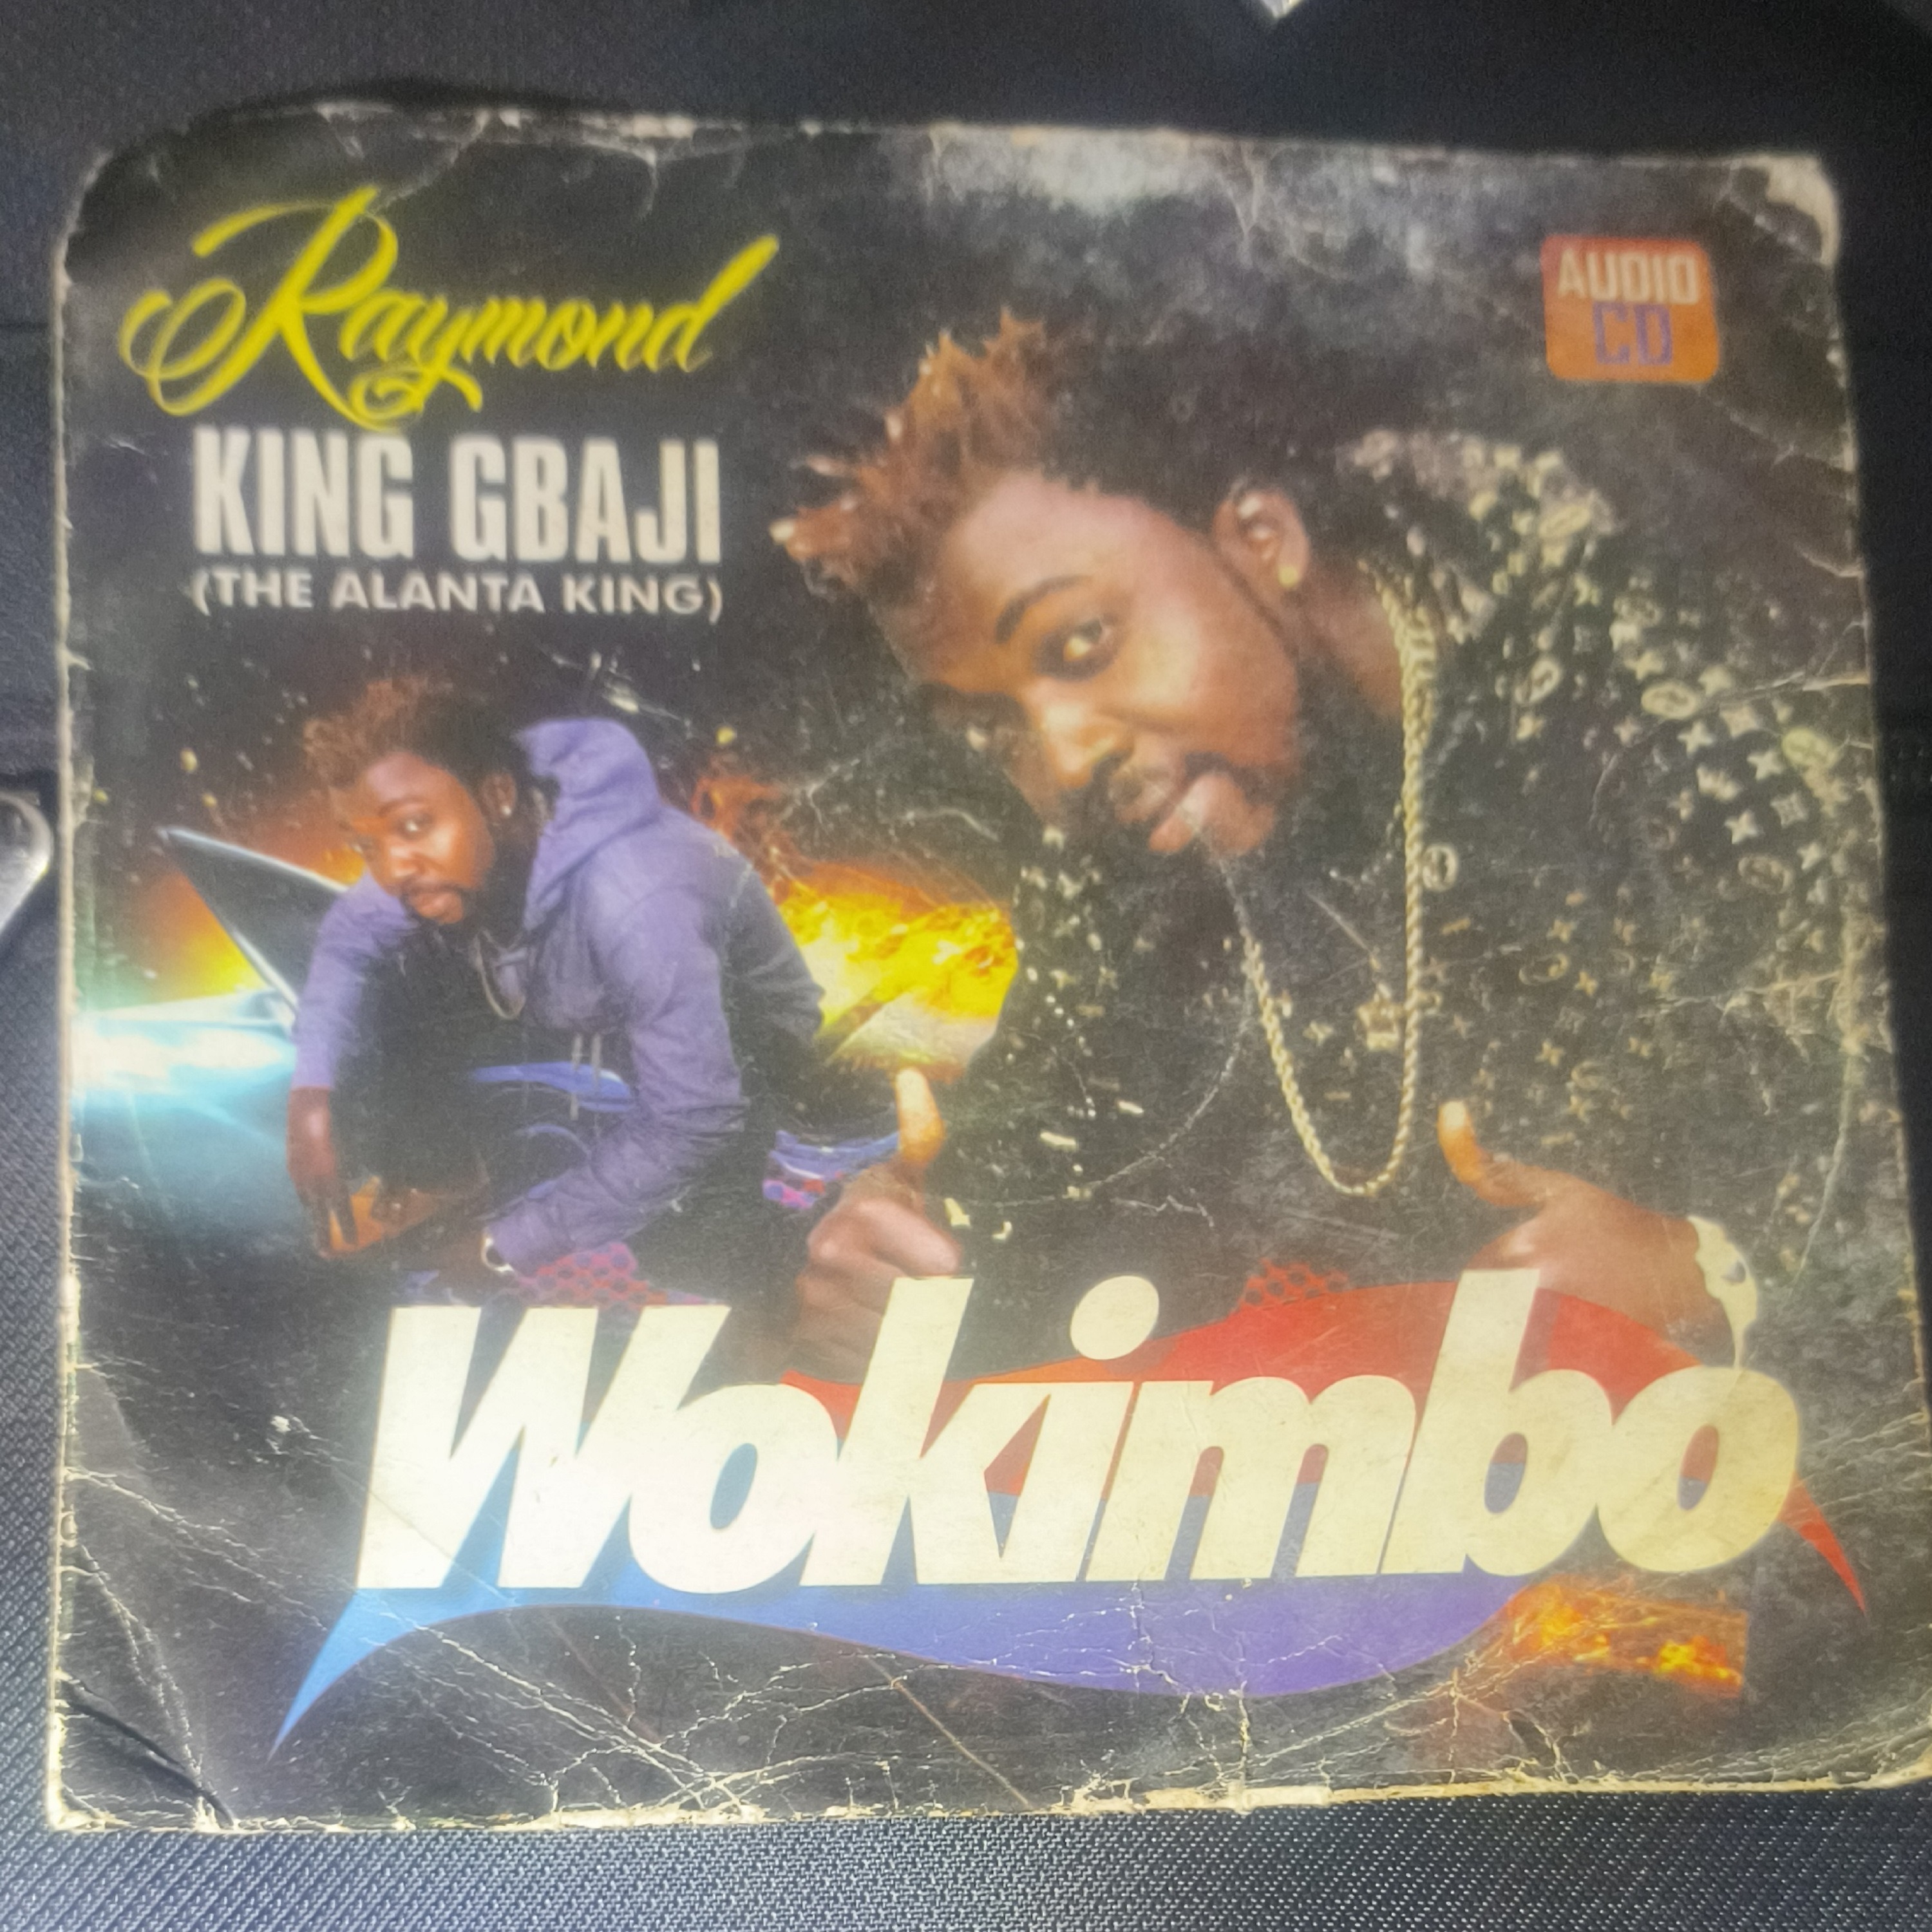 Raymond
KING GBAJI
(THE ALANTA KING)
AUDIO
CD
Wokimbo